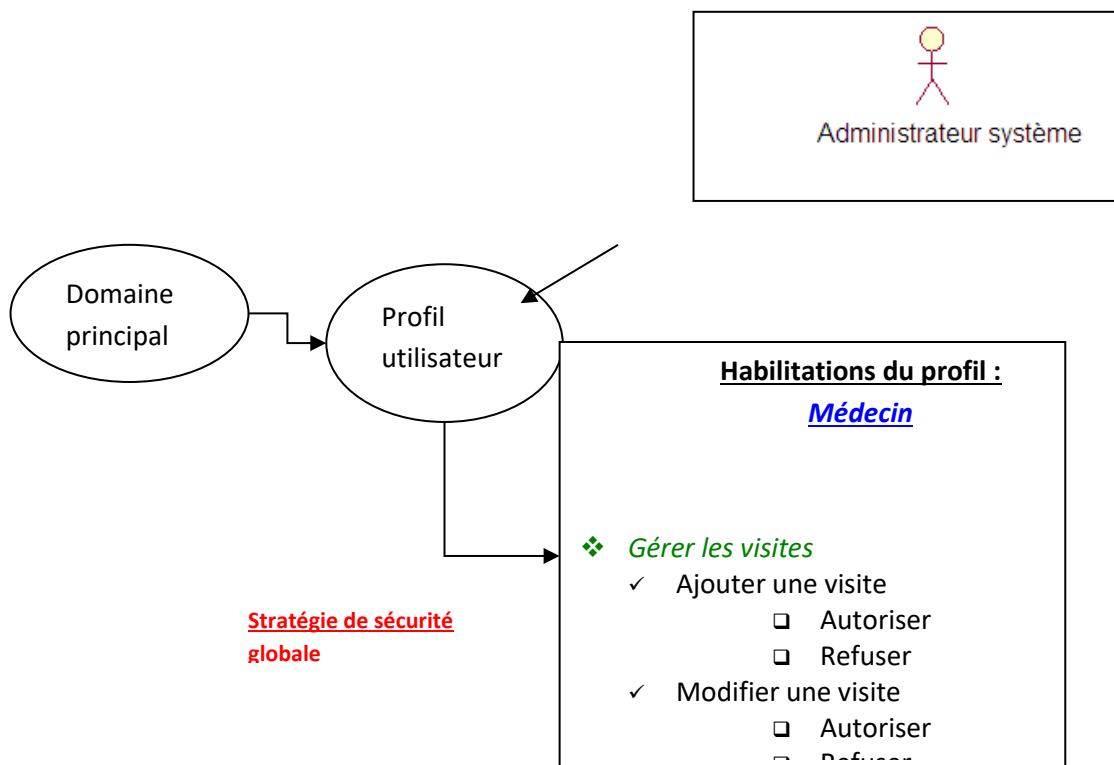 Administrateur système
Domaine
principal
Profil
utilisateur
Habilitations du profil :
Médecin
Gérer les visites
Ajouter une visite
Autoriser
Refuser
Modifier une visite
Autoriser
Refuser
Stratégie de sécurité
globale